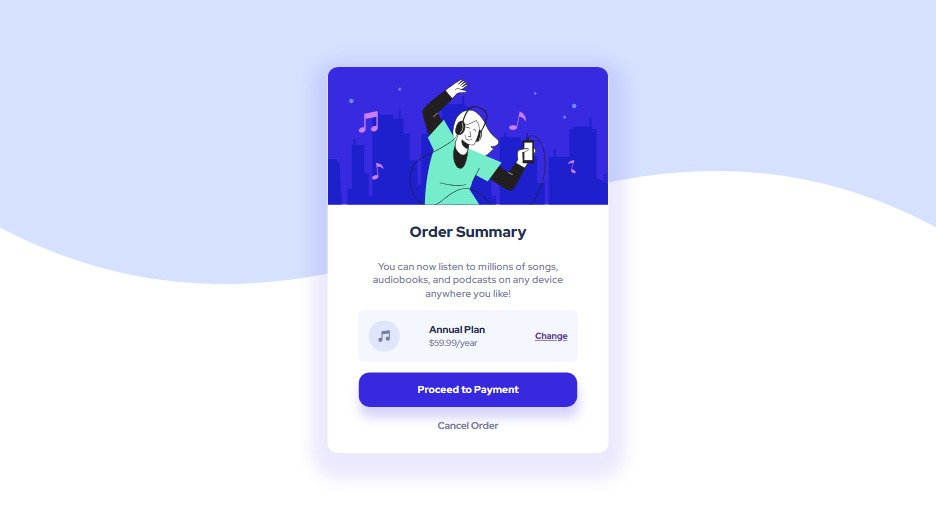 Order Summary
You can now listen to millions of songs,
audiobooks, and podcasts on any device
anywhere you like!
Annual Plan
$59.99/year
Change
Proceed to Payment
Cancel Order